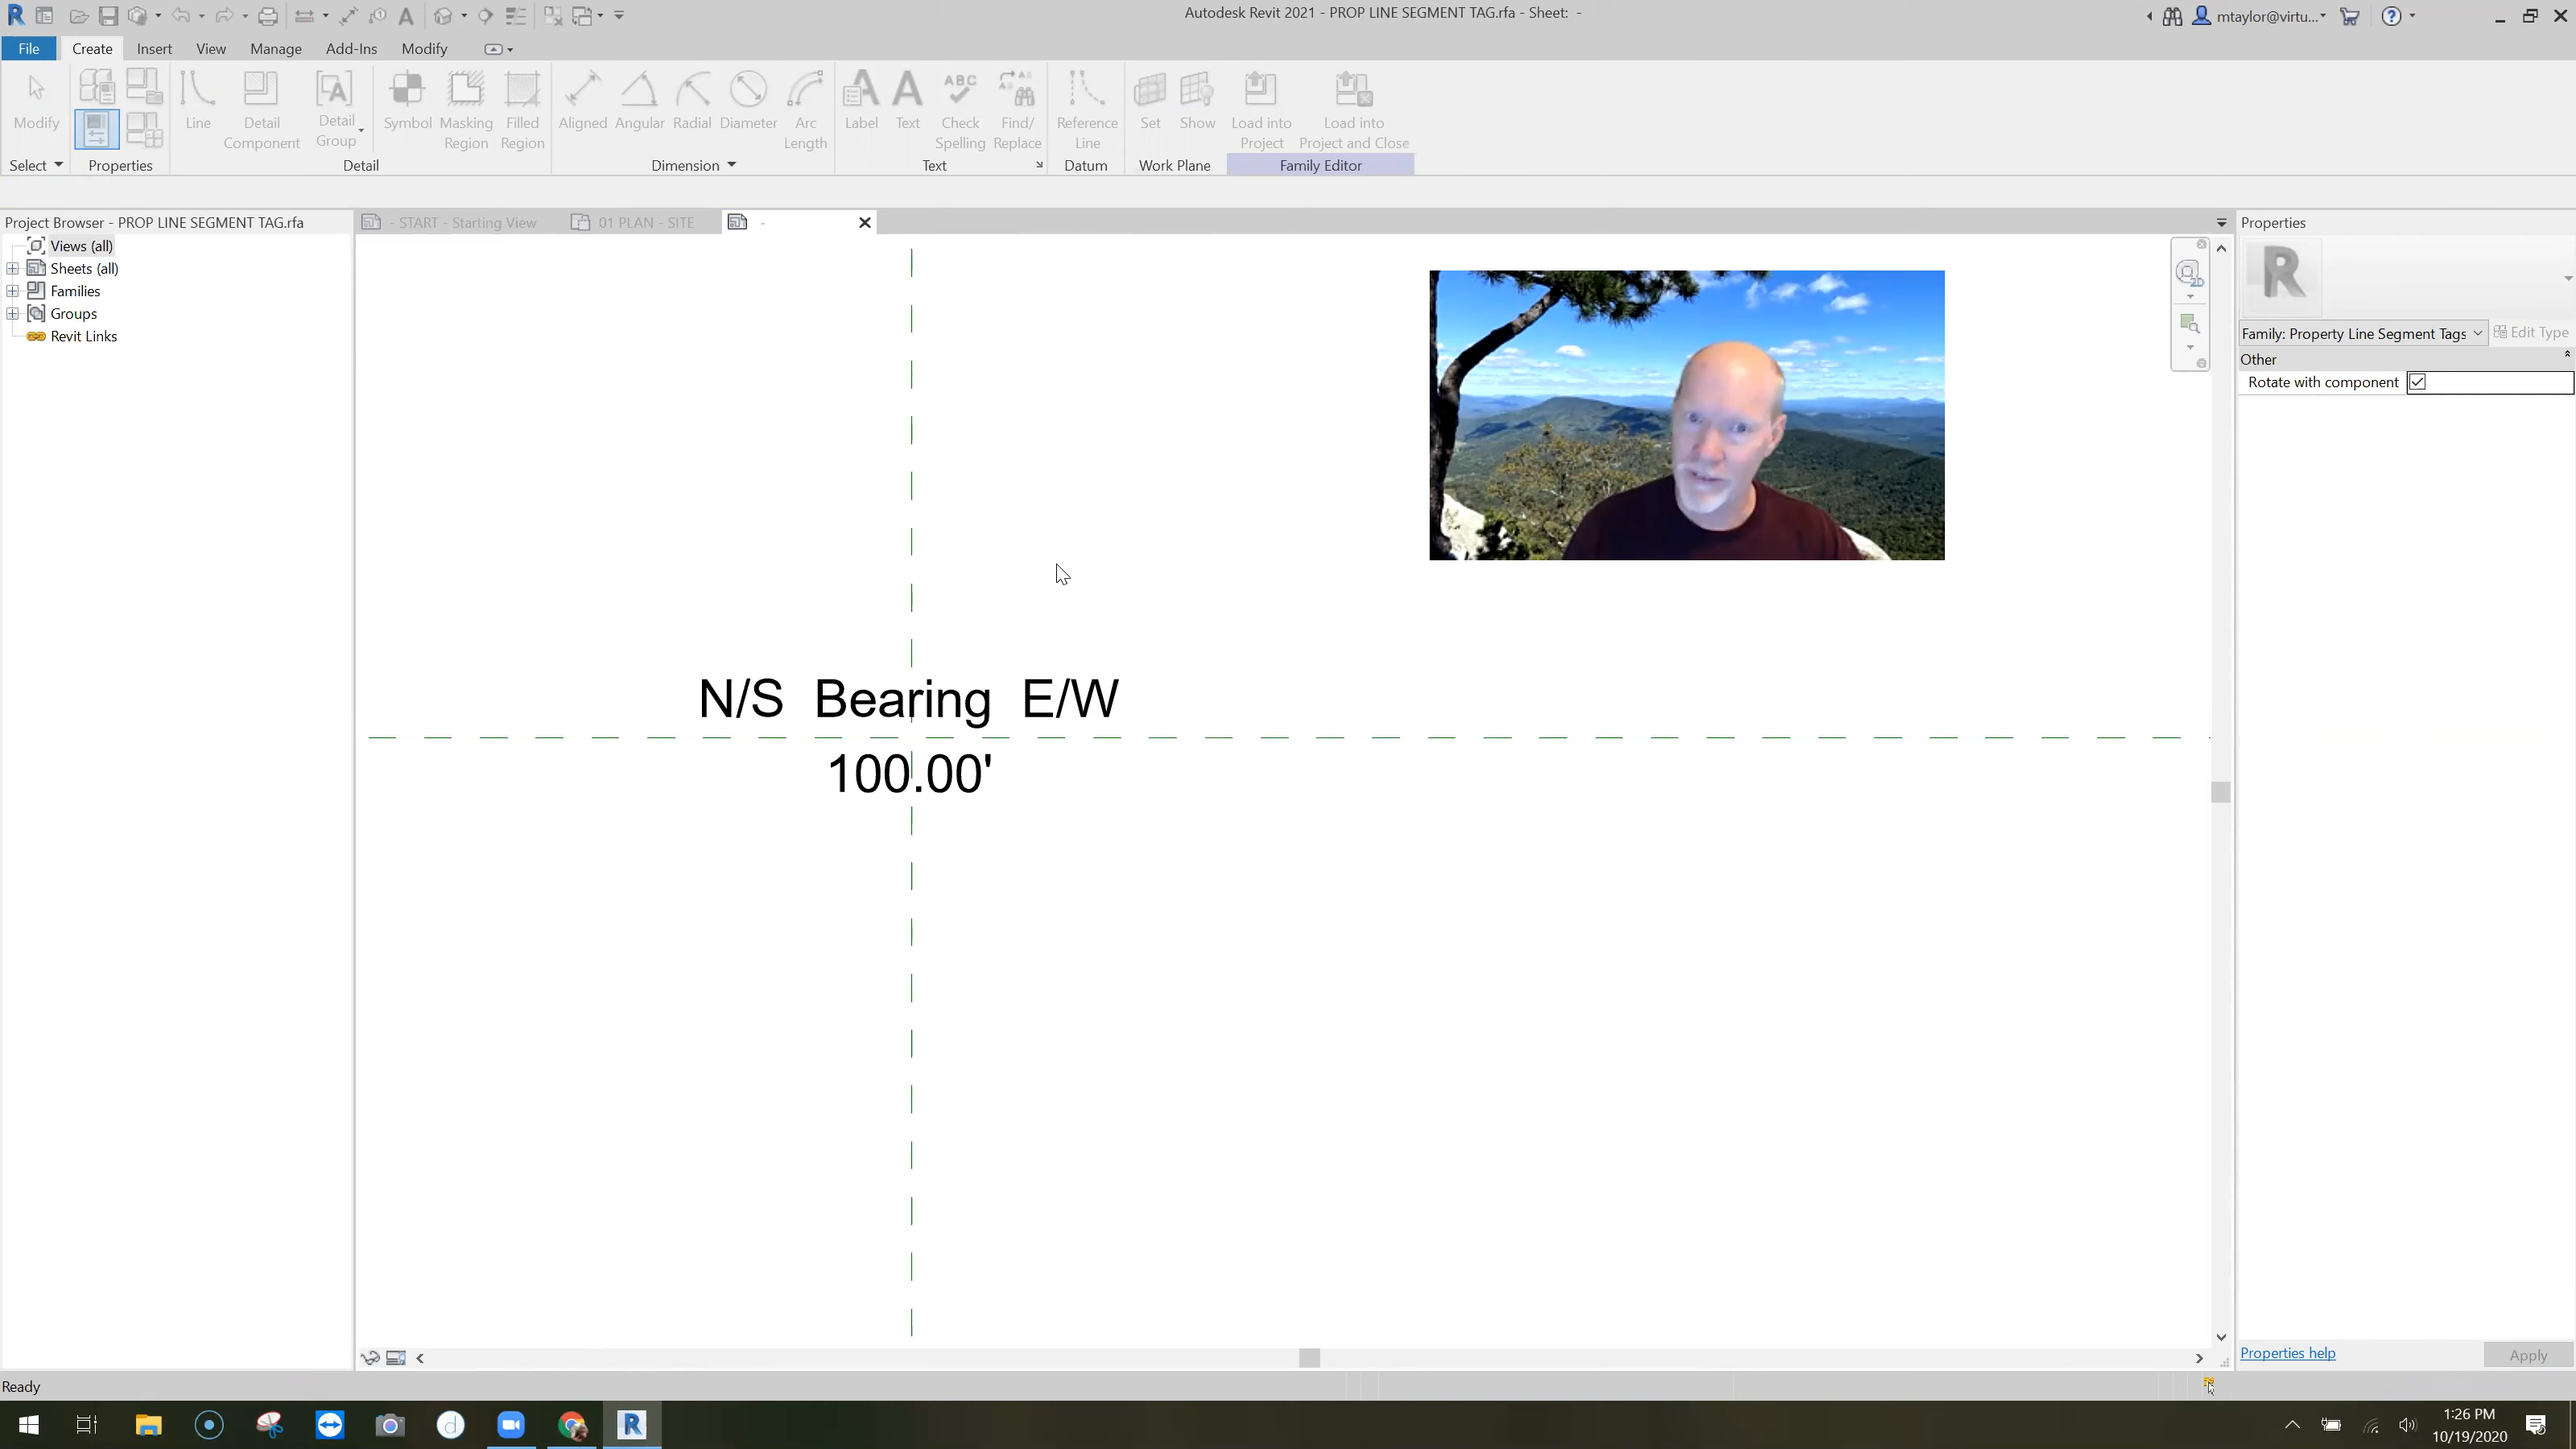 Autodesk Revit 2021 - PROP LINE SEGMENT TAG.rfa - Sheet: -
mtaylor@virtu...
File Create Insert View Manage Add-Ins Modify
Modify
Line
Detail Component
Detail Group
Symbol
Masking Region
Filled Region
Aligned
Angular
Radial
Diameter
Arc Length
Label
Text
ABC
Check Spelling
Find/ Replace
Reference Line
Set
Show
Load into Project
Load into Project and Close
Select Properties Detail Dimension Text Datum Work Plane Family Editor
Project Browser - PROP LINE SEGMENT TAG.rfa
Views (all)
Sheets (all)
Families
Groups
Revit Links
- START - Starting View
01 PLAN - SITE
-
N/S Bearing E/W
100.00'
2D
Properties
R
Family: Property Line Segment Tags
Edit Type
Other
Rotate with component
Properties help
Apply
Ready
1:26 PM
10/19/2020